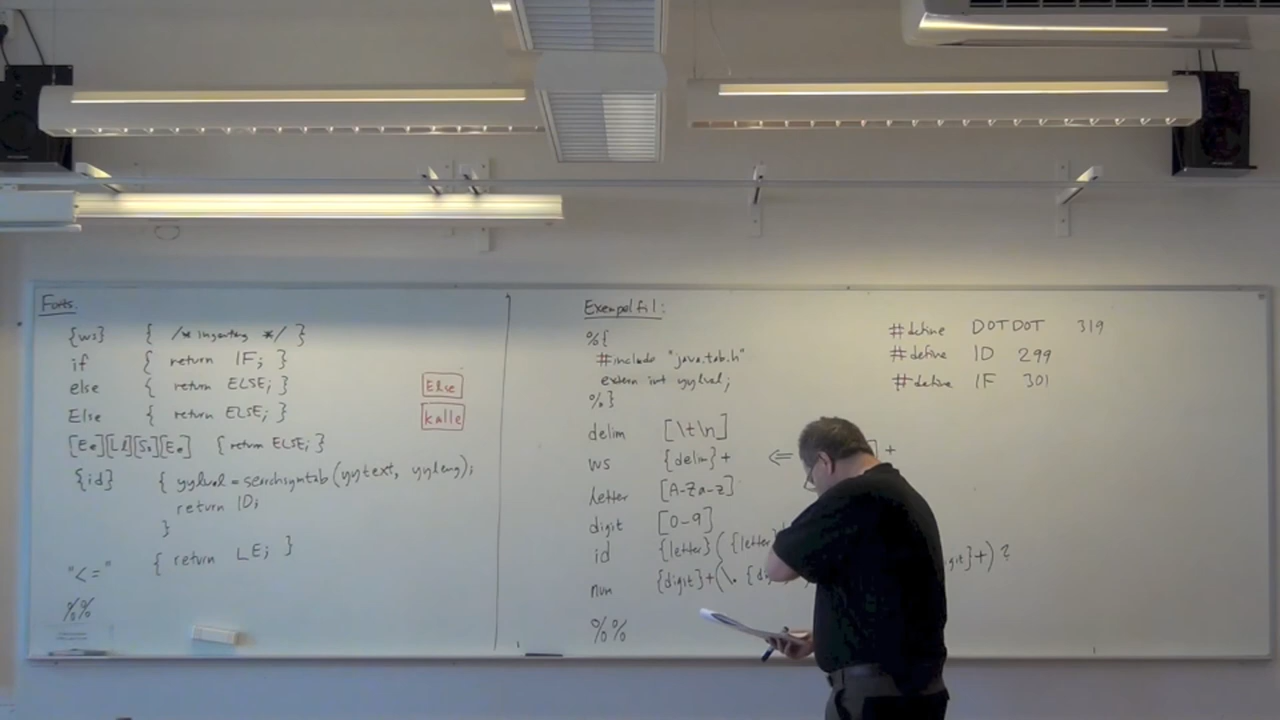 Forts.
{ws} { /* ingenting */ }
if { return IF; }
else { return ELSE; }
Else { return ELSE; }
[Ee][Ll][Ss][Ee] { return ELSE; }
{id} { yylval = searchsymtab(yytext, yyleng);
return ID;
}
"<=" { return LE; }
%%
Else
kalle
Exempelfil:
%{
#include "java.tab.h"
extern int yylval;
%}
delim [\t\n]
ws {delim}+ ⇐ ]+
letter [A-Za-z]
digit [0-9]
id {letter}({letter}
num {digit}+(\. {di git}+)?
%%
#define DOTDOT 319
#define ID 299
#define IF 301